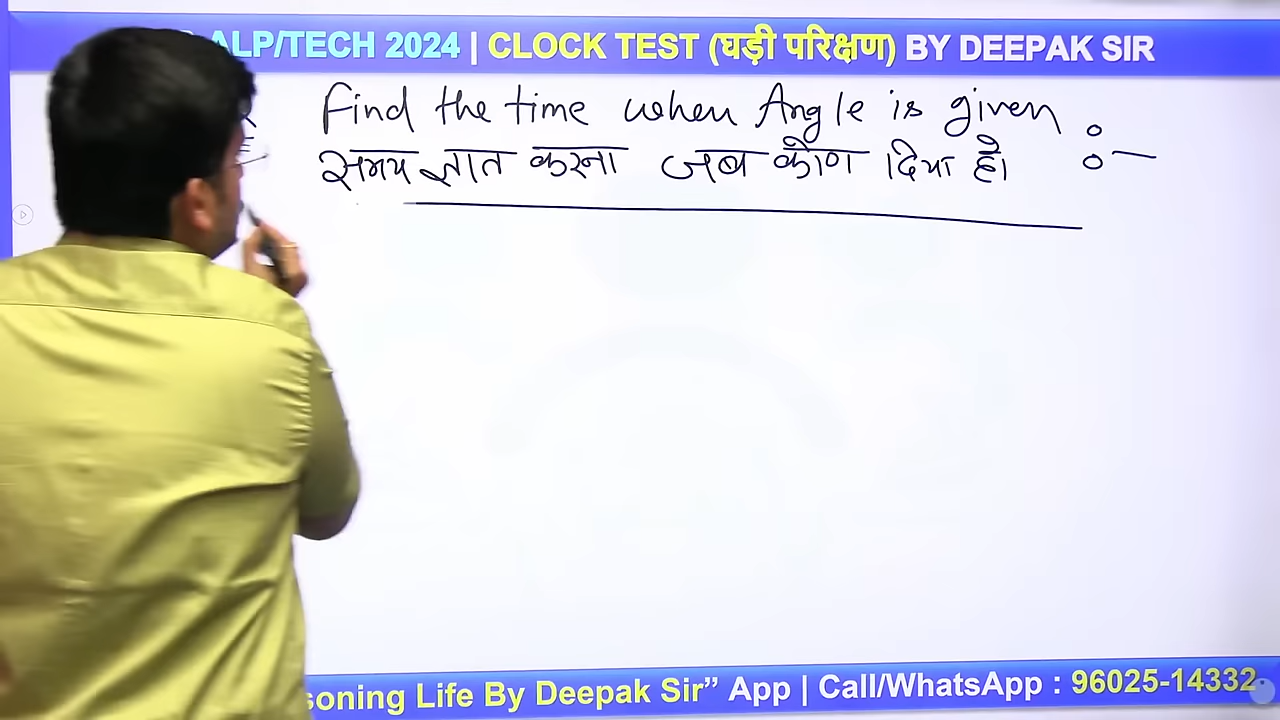 ALP/TECH 2024 | CLOCK TEST (घड़ी परिक्षण) BY DEEPAK SIR
Find the time when Angle is given :-
समय ज्ञात करना जब कोण दिया हो।
soning Life By Deepak Sir” App | Call/WhatsApp : 96025-14332